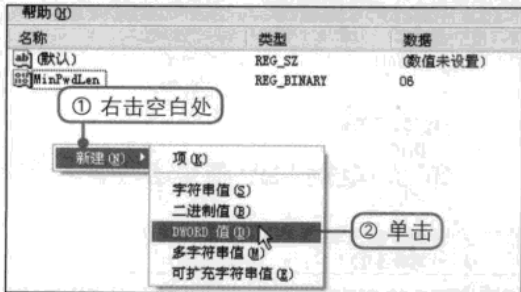 帮助(H)
名称 类型 数据
(默认) REG_SZ (数值未设置)
MinPwdLen REG_BINARY 06
① 右击空白处
新建(N) 项(K)
字符串值(S)
二进制值(B)
DWORD 值(D)
② 单击
多字符串值(M)
可扩充字符串值(E)